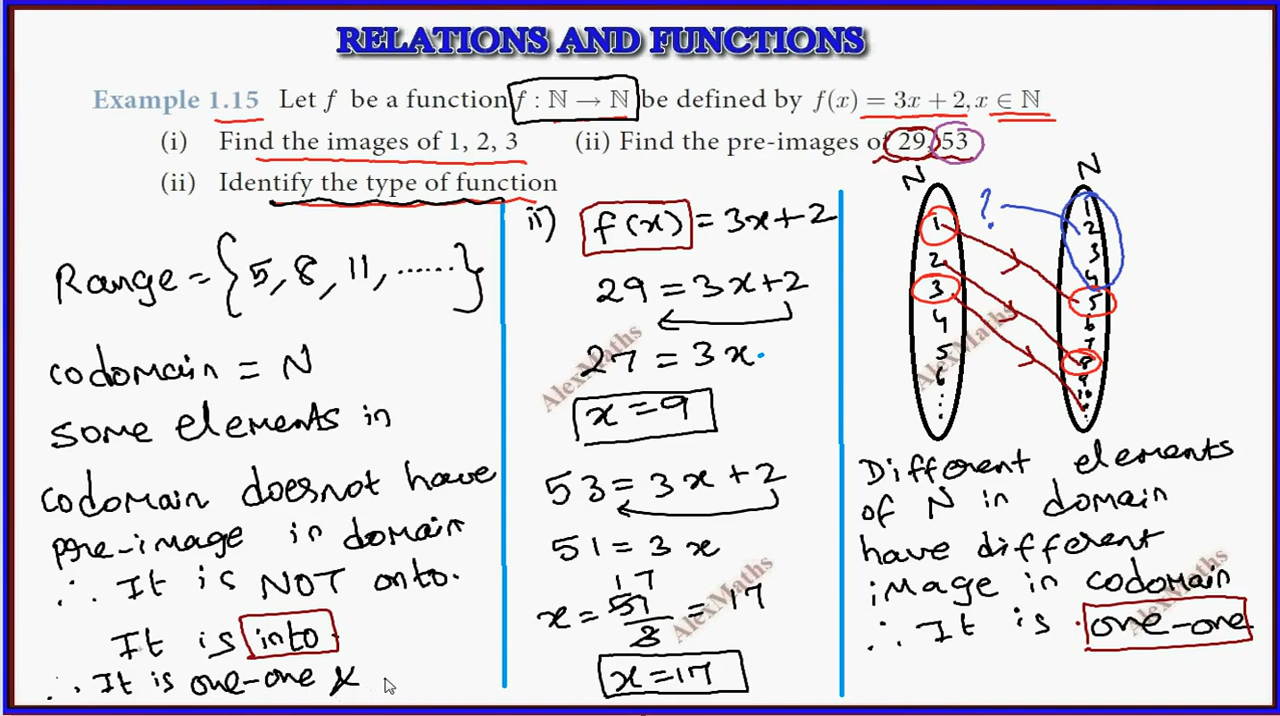 RELATIONS AND FUNCTIONS
Example 1.15 Let f be a function f : ℕ → ℕ be defined by f(x) = 3x + 2, x ∈ ℕ
(i) Find the images of 1, 2, 3 (ii) Find the pre-images of 29, 53
(ii) Identify the type of function
Range = {5, 8, 11, ......}
codomain = N
some elements in
codomain doesnot have
pre-image in domain
∴ It is NOT onto.
It is into.
∴ It is one-one &
ii) f(x) = 3x+2
29 = 3x+2
27 = 3x
x = 9
53 = 3x + 2
51 = 3x
17
x = 51/3 = 17
x = 17
AlexMaths
AlexMaths
N N
?
1 1
2 2
3 3
4 4
5 5
6 6
: 7
8
9
10
:
AlexMaths
Different elements
of N in domain
have different
image in codomain
∴ It is one-one
AlexMaths